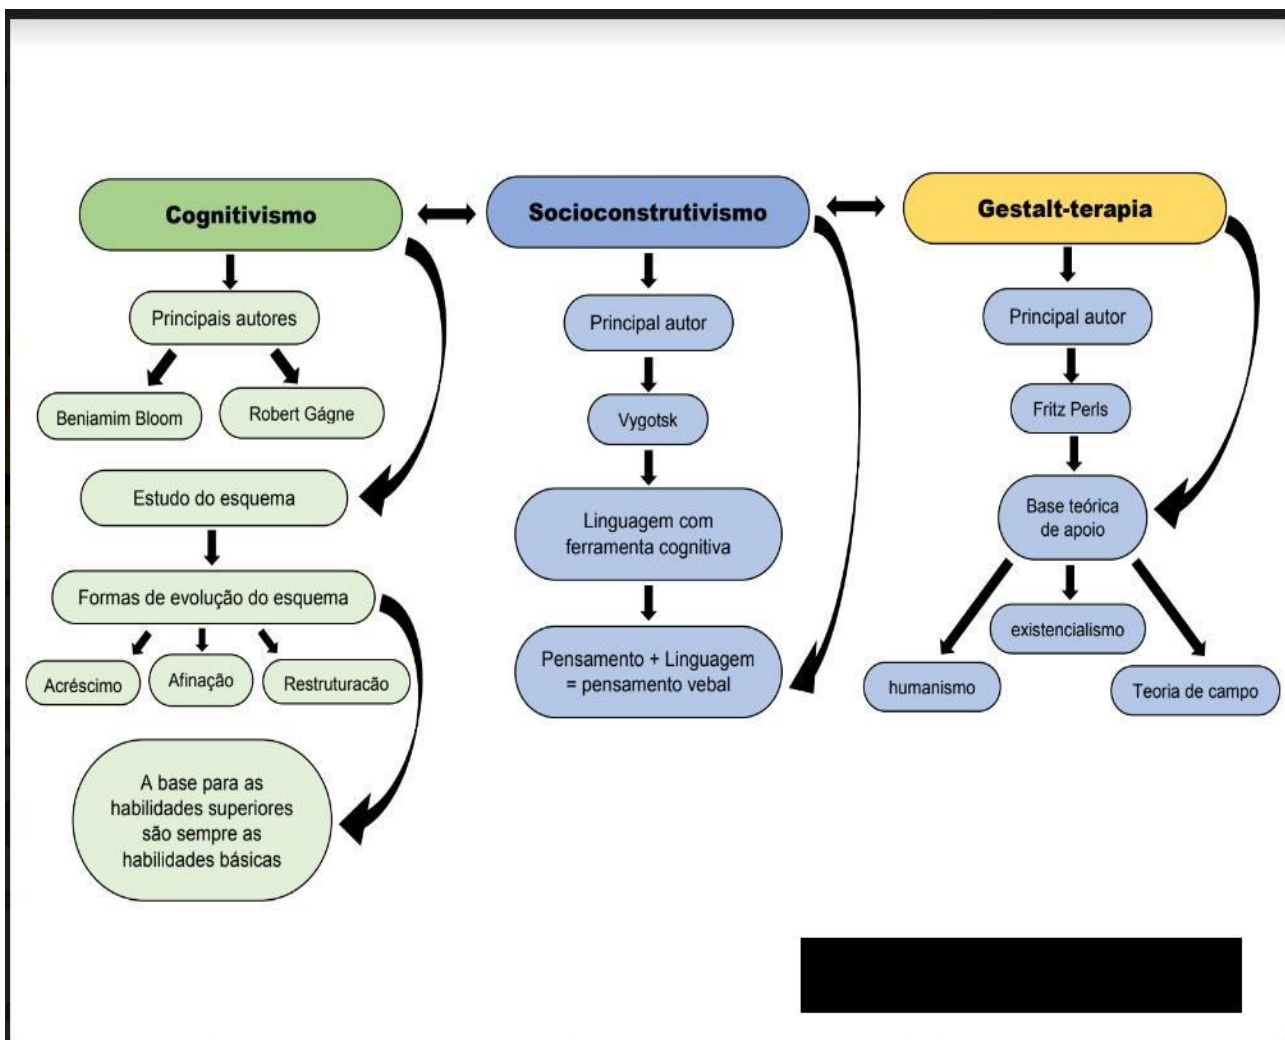 Cognitivismo
Principais autores
Beniamim Bloom
Robert Gágne
Estudo do esquema
Formas de evolução do esquema
Acréscimo
Afinação
Restruturacão
A base para as
habilidades superiores
são sempre as
habilidades básicas
Socioconstrutivismo
Principal autor
Vygotsk
Linguagem com
ferramenta cognitiva
Pensamento + Linguagem
= pensamento vebal
Gestalt-terapia
Principal autor
Fritz Perls
Base teórica
de apoio
existencialismo
humanismo
Teoria de campo